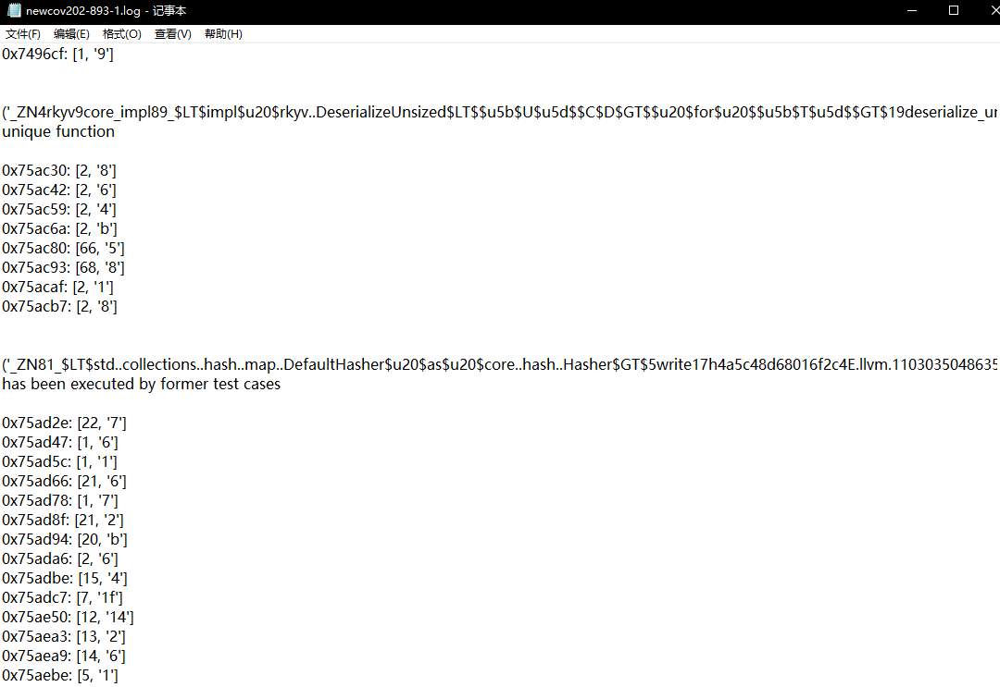 newcov202-893-1.log - 记事本
文件(F) 编辑(E) 格式(O) 查看(V) 帮助(H)
0x7496cf: [1, '9']
('_ZN4rkyv9core_impl89_$LT$impl$u20$rkyv..DeserializeUnsized$LT$$u5b$U$u5d$$C$D$GT$$u20$for$u20$$u5b$T$u5d$$GT$19deserialize_un
unique function
0x75ac30: [2, '8']
0x75ac42: [2, '6']
0x75ac59: [2, '4']
0x75ac6a: [2, 'b']
0x75ac80: [66, '5']
0x75ac93: [68, '8']
0x75acaf: [2, '1']
0x75acb7: [2, '8']
('_ZN81_$LT$std..collections..hash..map..DefaultHasher$u20$as$u20$core..hash..Hasher$GT$5write17h4a5c48d68016f2c4E.llvm.1103035048635
has been executed by former test cases
0x75ad2e: [22, '7']
0x75ad47: [1, '6']
0x75ad5c: [1, '1']
0x75ad66: [21, '6']
0x75ad78: [1, '7']
0x75ad8f: [21, '2']
0x75ad94: [20, 'b']
0x75ada6: [2, '6']
0x75adbe: [15, '4']
0x75adc7: [7, '1f']
0x75ae50: [12, '14']
0x75aea3: [13, '2']
0x75aea9: [14, '6']
0x75aebe: [5, '1']